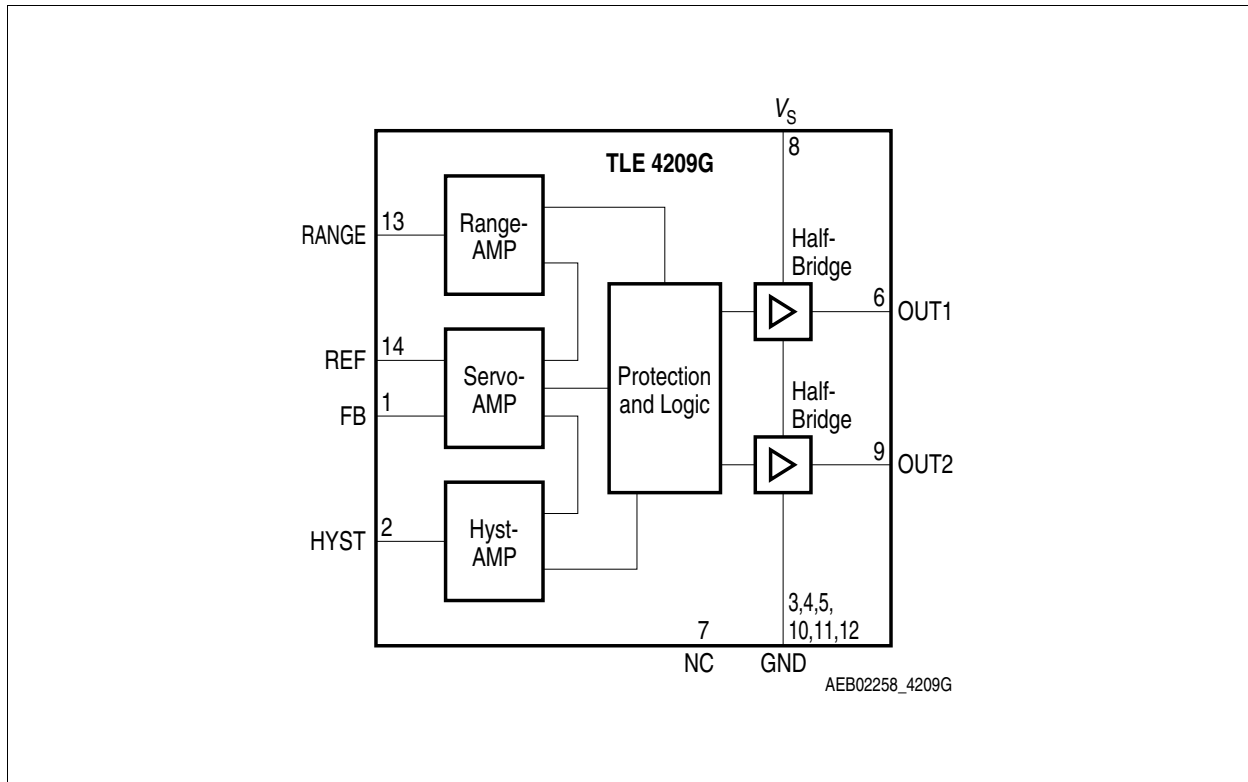 VS
8
TLE 4209G
RANGE
13
Range-
AMP
Half-
Bridge
6
OUT1
REF
14
FB
1
Servo-
AMP
Protection
and Logic
Half-
Bridge
9
OUT2
HYST
2
Hyst-
AMP
7
NC
3,4,5,
10,11,12
GND
AEB02258_4209G